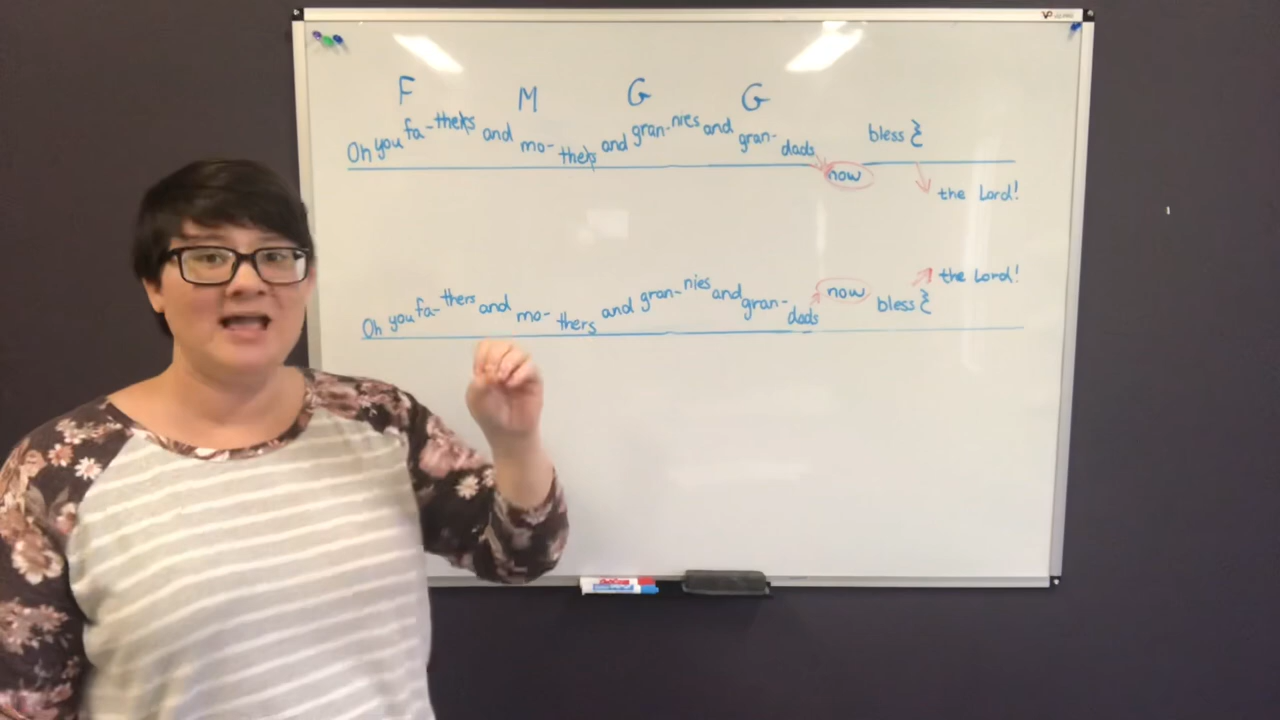 F M G G
Oh you fa-thers and mo-thers and gran-nies and gran-dads now bless
the Lord!
Oh you fa-thers and mo-thers and gran-nies and gran-dads now bless the Lord!